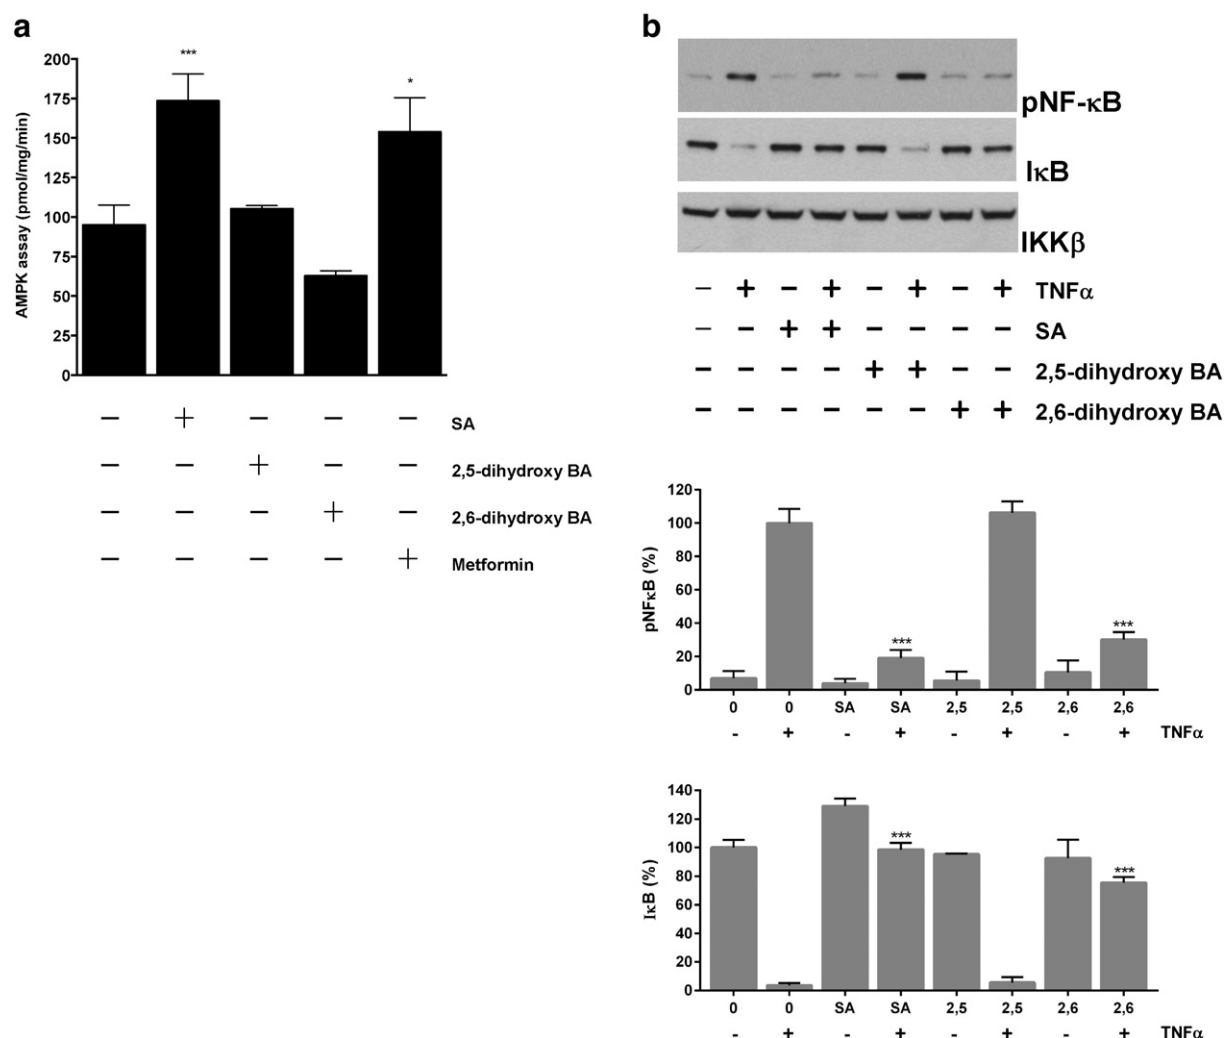 a
200
175
150
125
100
75
50
25
0
AMPK assay (pmol/mg/min)
***
*
– + – – – SA
– – + – – 2,5-dihydroxy BA
– – – + – 2,6-dihydroxy BA
– – – – + Metformin
b
pNF-κB
IκB
IKKβ
– + – + – + – + TNFα
– – + + – – – – SA
– – – – + + – – 2,5-dihydroxy BA
– – – – – – + + 2,6-dihydroxy BA
120
100
80
60
40
20
0
pNFκB (%)
***
***
0 0 SA SA 2,5 2,5 2,6 2,6
- + - + - + - + TNFα
140
120
100
80
60
40
20
0
IκB (%)
***
***
0 0 SA SA 2,5 2,5 2,6 2,6
- + - + - + - + TNFα